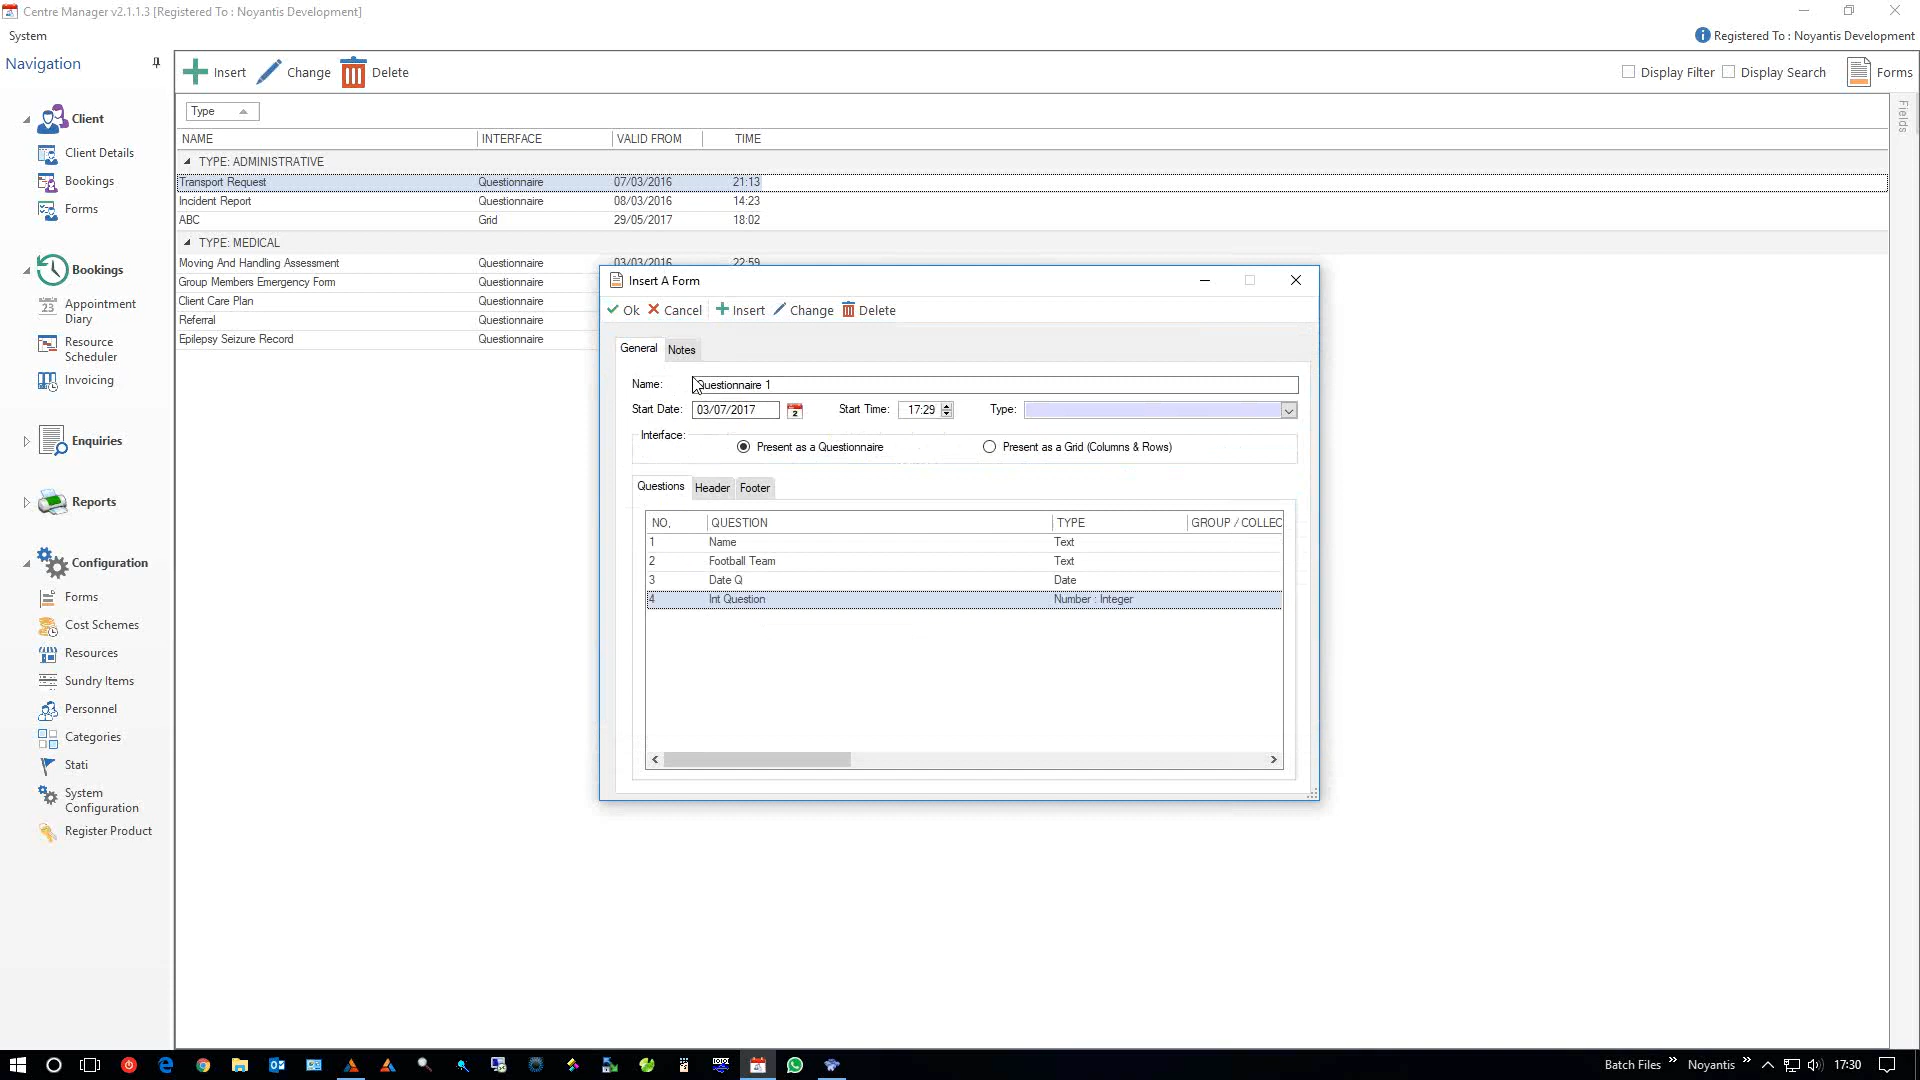 Centre Manager v2.1.1.3 [Registered To : Noyantis Development]
System
Registered To : Noyantis Development
Navigation
Insert Change Delete
Display Filter Display Search Forms
Fields
Type
NAME INTERFACE VALID FROM TIME
TYPE: ADMINISTRATIVE
Transport Request Questionnaire 07/03/2016 21:13
Incident Report Questionnaire 08/03/2016 14:23
ABC Grid 29/05/2017 18:02
TYPE: MEDICAL
Moving And Handling Assessment Questionnaire 03/03/2016 22:59
Group Members Emergency Form Questionnaire
Client Care Plan Questionnaire
Referral Questionnaire
Epilepsy Seizure Record Questionnaire
Client
Client Details
Bookings
Forms
Bookings
23
Appointment
Diary
Resource
Scheduler
Invoicing
Enquiries
Reports
Configuration
Forms
Cost Schemes
Resources
Sundry Items
Personnel
Categories
Stati
System
Configuration
Register Product
Insert A Form
Ok Cancel Insert Change Delete
General Notes
Name: Questionnaire 1
Start Date: 03/07/2017 2 Start Time: 17:29 Type:
Interface:
Present as a Questionnaire Present as a Grid (Columns & Rows)
Questions Header Footer
NO. QUESTION TYPE GROUP / COLLEC
1 Name Text
2 Football Team Text
3 Date Q Date
4 Int Question Number : Integer
Batch Files Noyantis 17:30